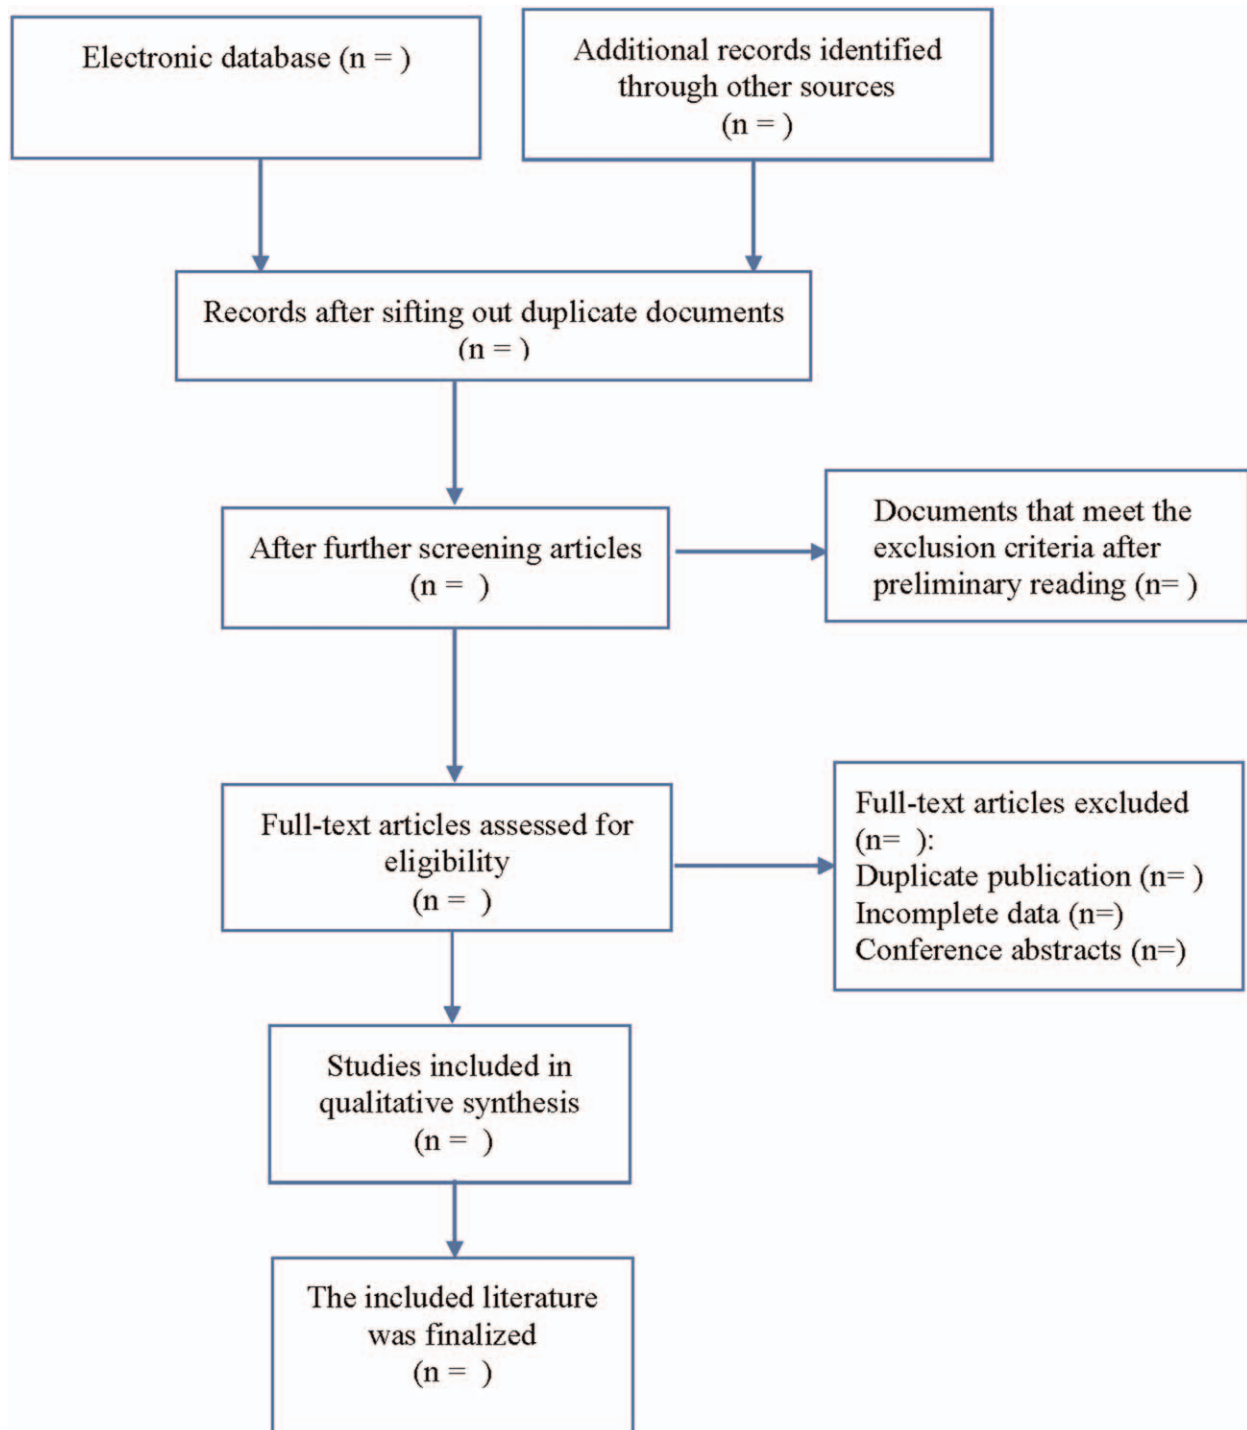 Electronic database (n = )
Additional records identified
through other sources
(n = )
Records after sifting out duplicate documents
(n = )
After further screening articles
(n = )
Documents that meet the
exclusion criteria after
preliminary reading (n= )
Full-text articles assessed for
eligibility
(n = )
Full-text articles excluded
(n= ):
Duplicate publication (n= )
Incomplete data (n=)
Conference abstracts (n=)
Studies included in
qualitative synthesis
(n = )
The included literature
was finalized
(n = )